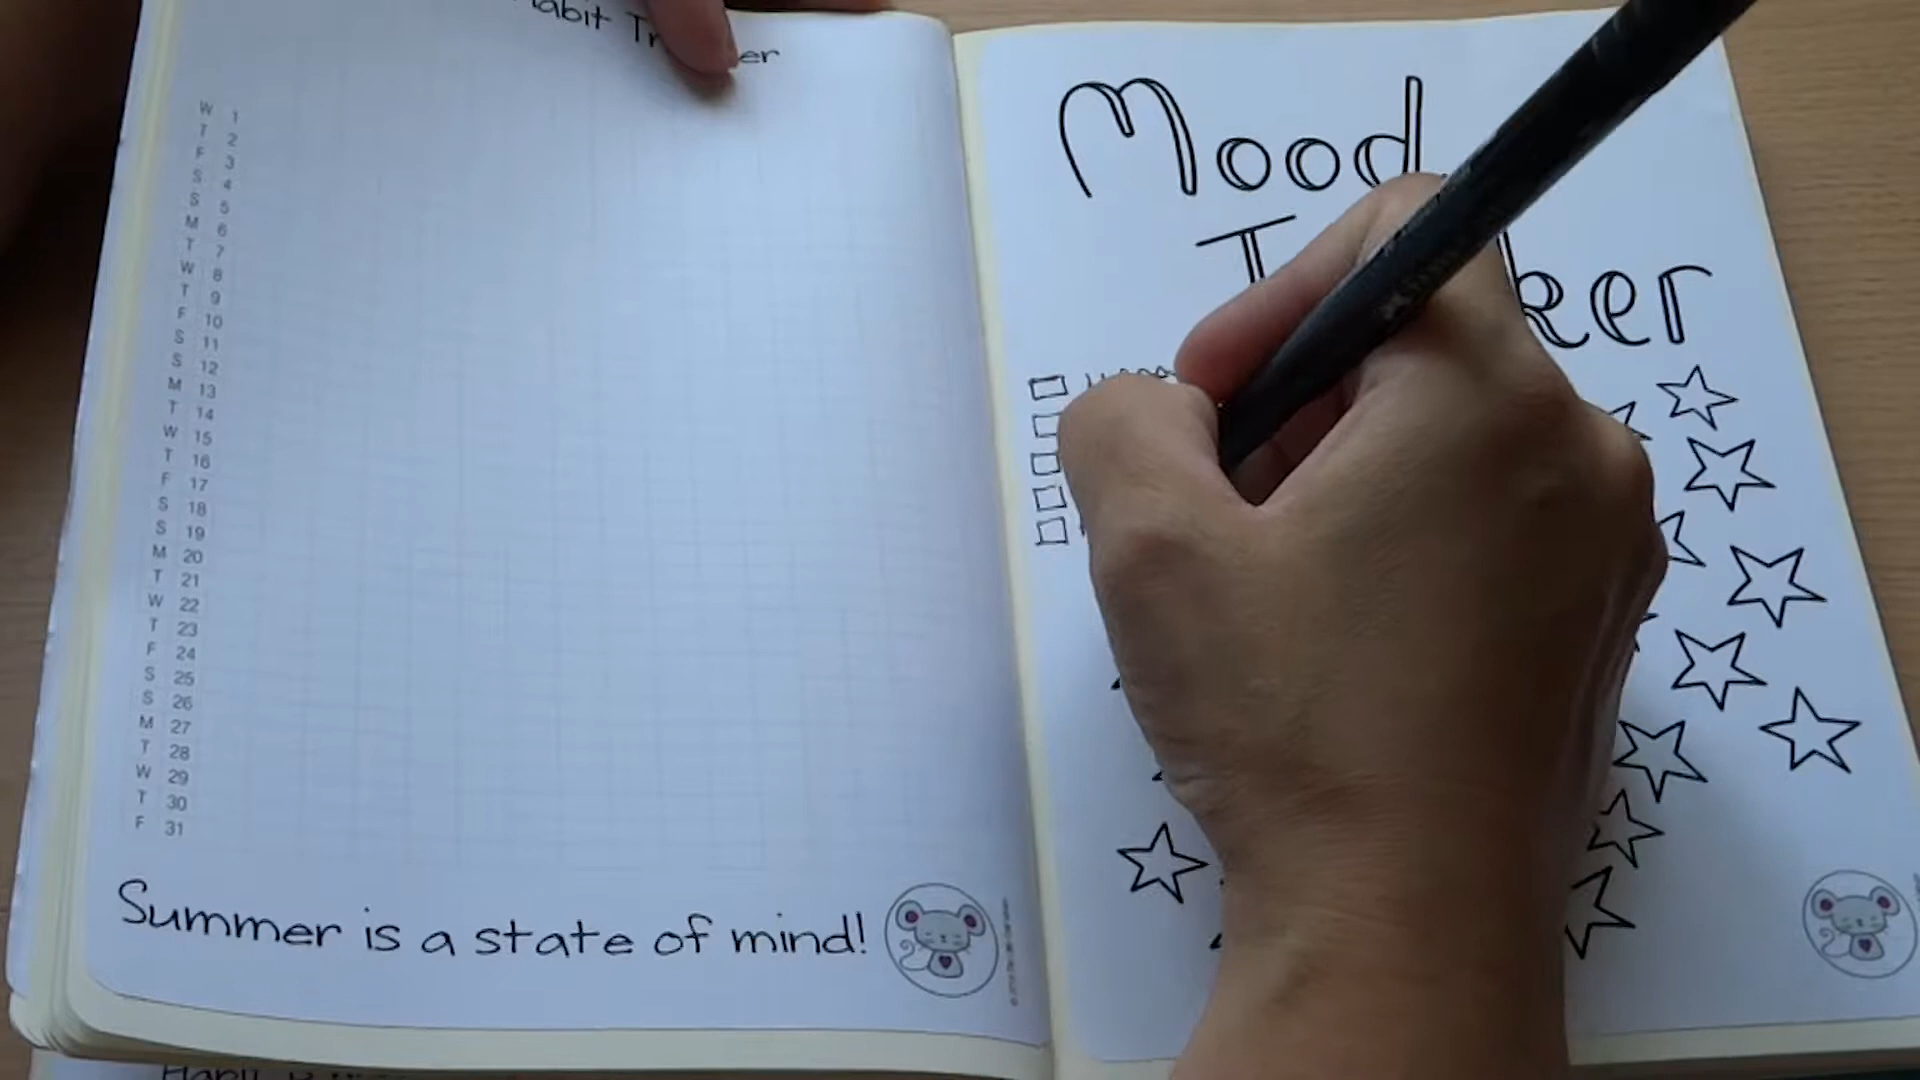 Habit Tr er
W 1
T 2
F 3
S 4
S 5
M 6
T 7
W 8
T 9
F 10
S 11
S 12
M 13
T 14
W 15
T 16
F 17
S 18
S 19
M 20
T 21
W 22
T 23
F 24
S 25
S 26
M 27
T 28
W 29
T 30
F 31
Summer is a state of mind!
Mood
T ker